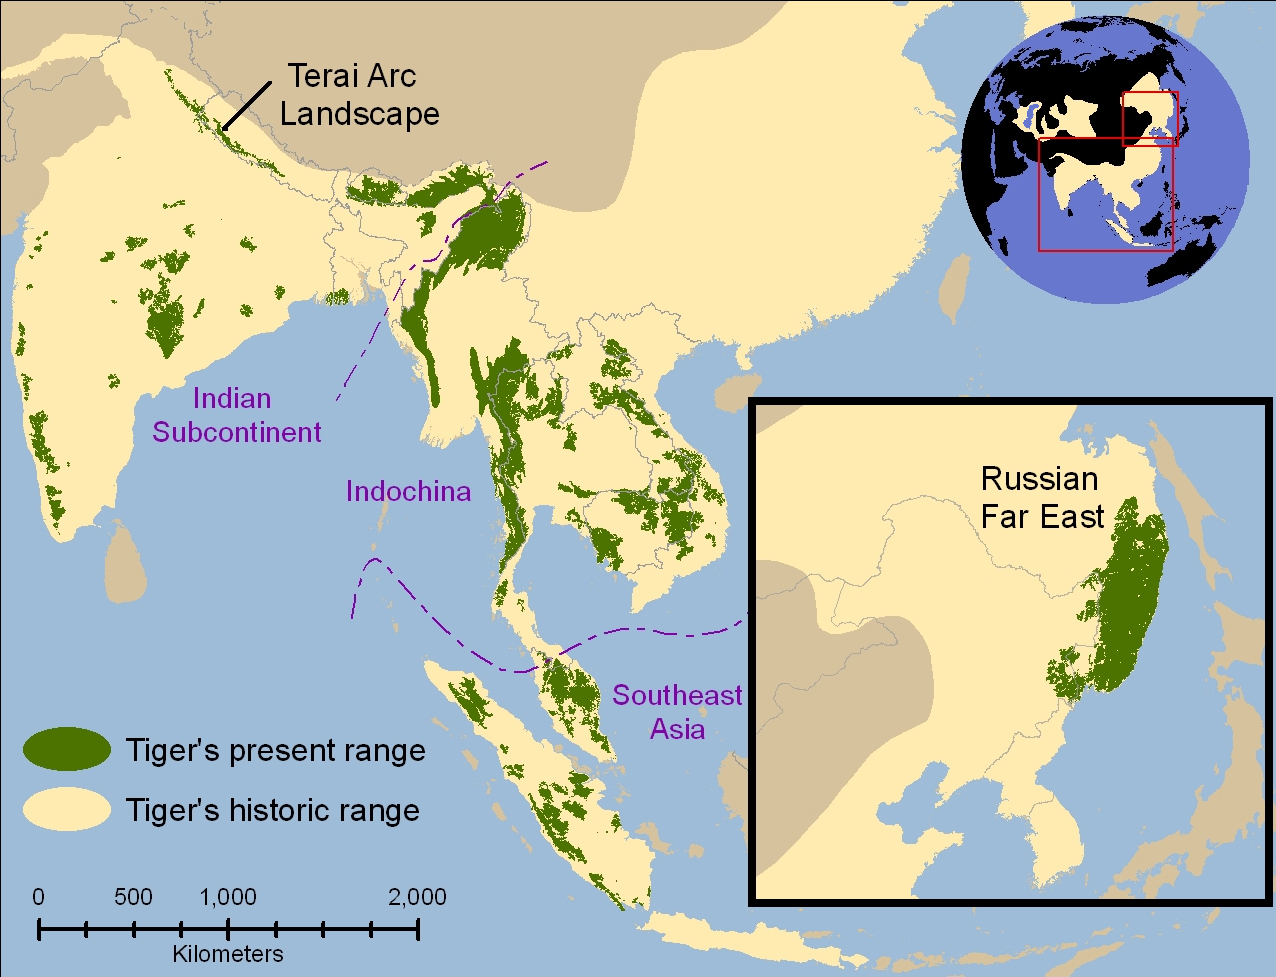 Terai Arc
Landscape
Indian
Subcontinent
Indochina
Russian
Far East
Southeast
Asia
Tiger's present range
Tiger's historic range
0 500 1,000 2,000
Kilometers